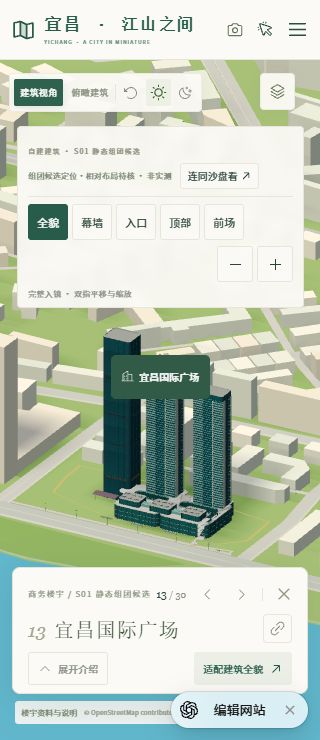 宜昌 · 江山之间
YICHANG · A CITY IN MINIATURE
建筑视角 俯瞰建筑
自建建筑 · S01 静态组团候选
组团候选定位 · 相对布局待核 · 非实测 连同沙盘看 ↗
全貌 幕墙 入口 顶部 前场
− +
完整入镜 · 双指平移与缩放
宜昌国际广场
商务楼宇 / S01 静态组团候选 13 / 30
13 宜昌国际广场
展开介绍 适配建筑全貌 ↗
楼宇资料与说明 © OpenStreetMap
编辑网站